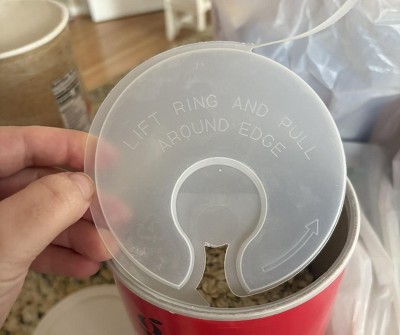 LIFT RING AND PULL
AROUND EDGE